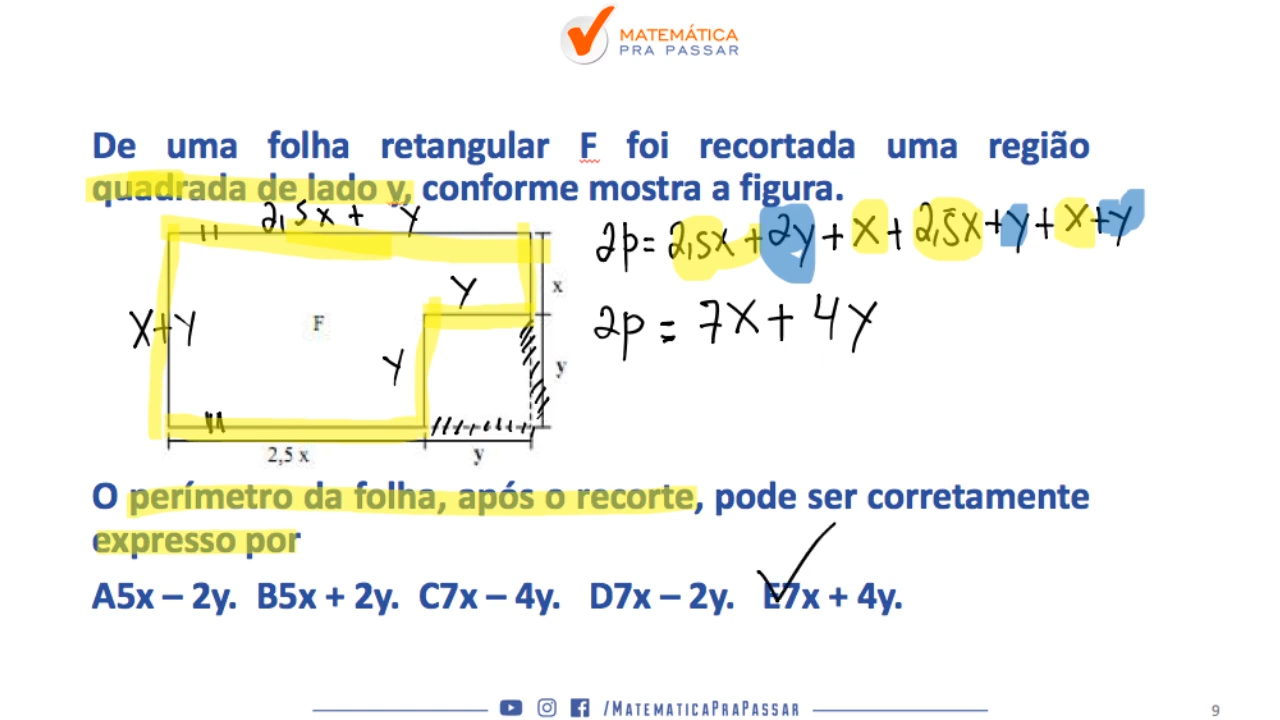 MATEMÁTICA
PRA PASSAR
De uma folha retangular F foi recortada uma região
quadrada de lado y, conforme mostra a figura.
2,5x + y
2p = 2,5x + 2y + x + 2,5x + y + x + y
2p = 7x + 4y
y
x
x+y
F
y
y
2,5 x
y
O perímetro da folha, após o recorte, pode ser corretamente
expresso por
A5x – 2y. B5x + 2y. C7x – 4y. D7x – 2y. E7x + 4y.
/MATEMATICAPRAPASSAR
9